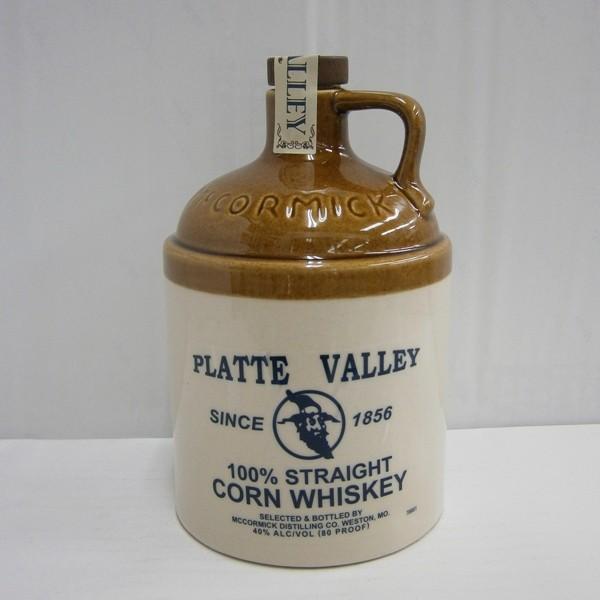 ALLEY
McCORMICK
PLATTE VALLEY
SINCE 1856
100% STRAIGHT
CORN WHISKEY
SELECTED & BOTTLED BY
MCCORMICK DISTILLING CO. WESTON, MO.
40% ALC/VOL (80 PROOF)